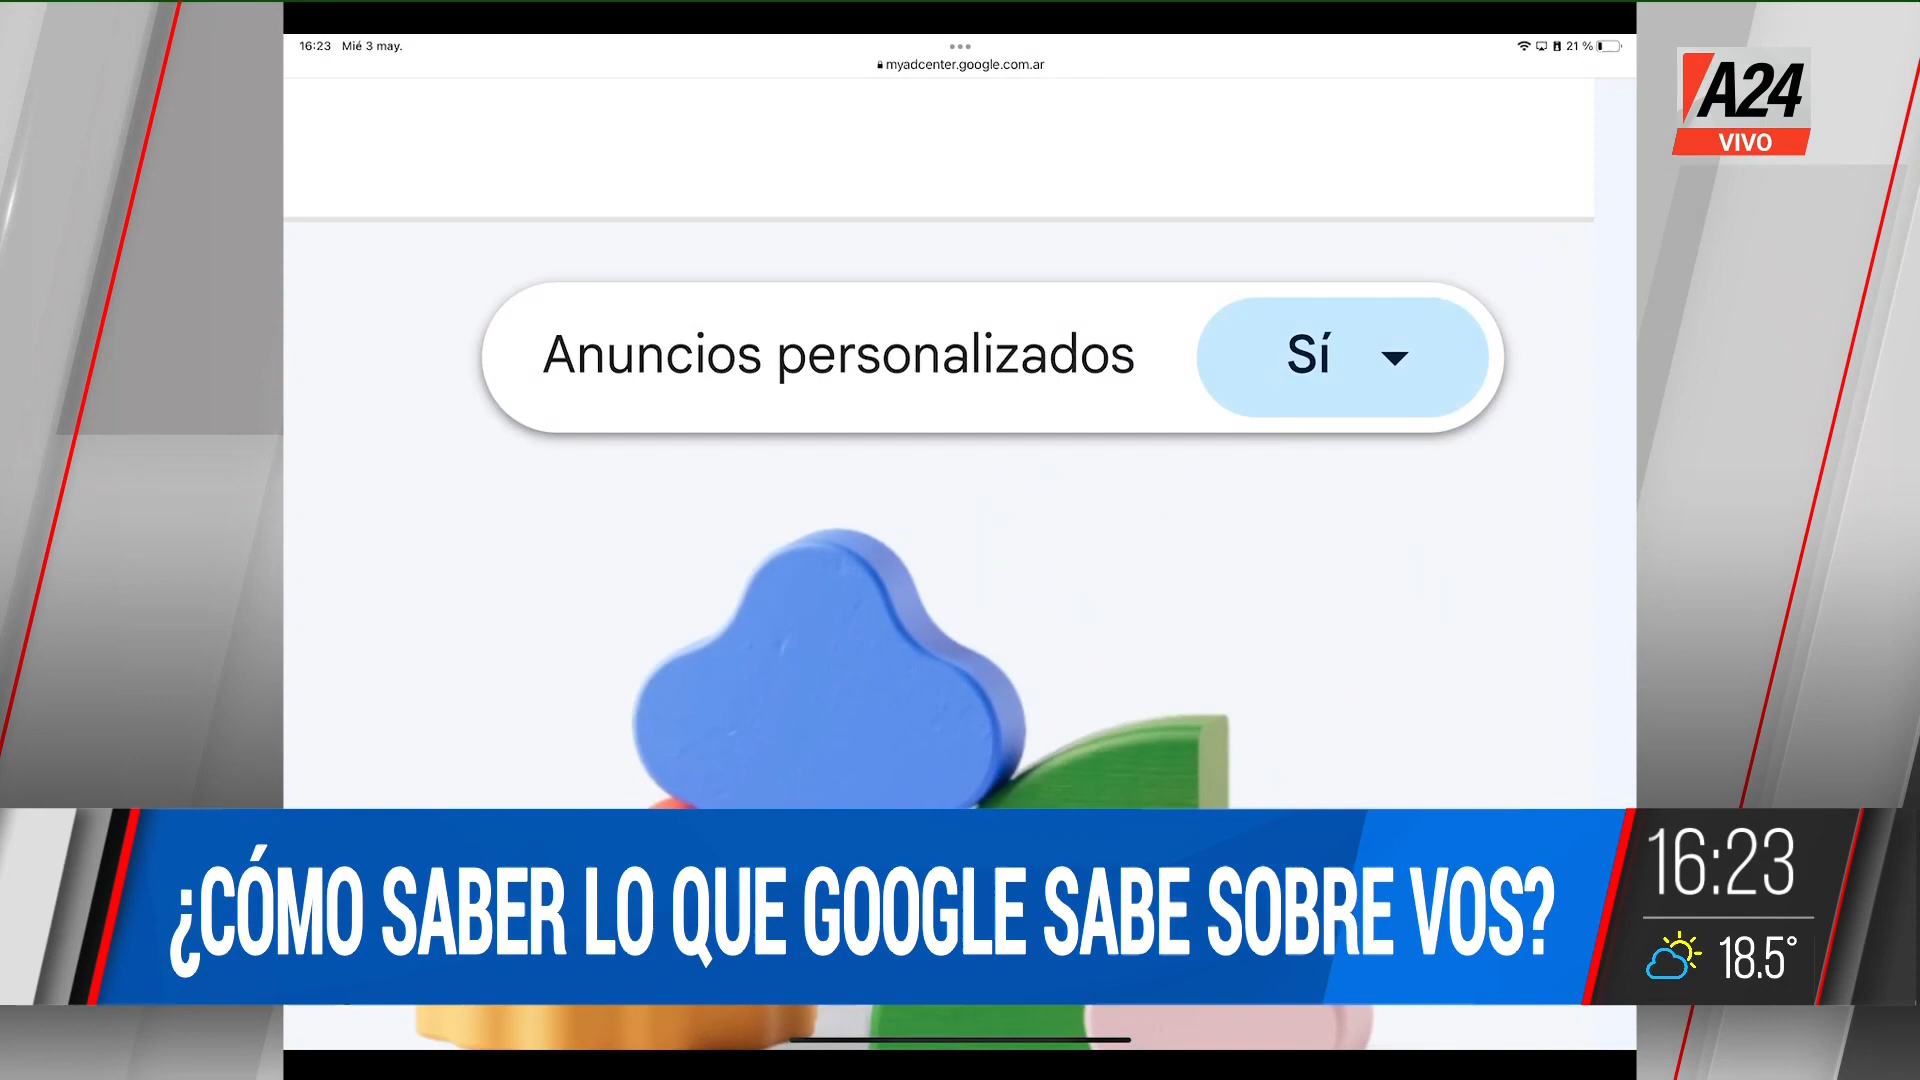 16:23 Mié 3 may.
21 %
myadcenter.google.com.ar
A24
VIVO
Anuncios personalizados
Sí
¿CÓMO SABER LO QUE GOOGLE SABE SOBRE VOS?
16:23
18.5°